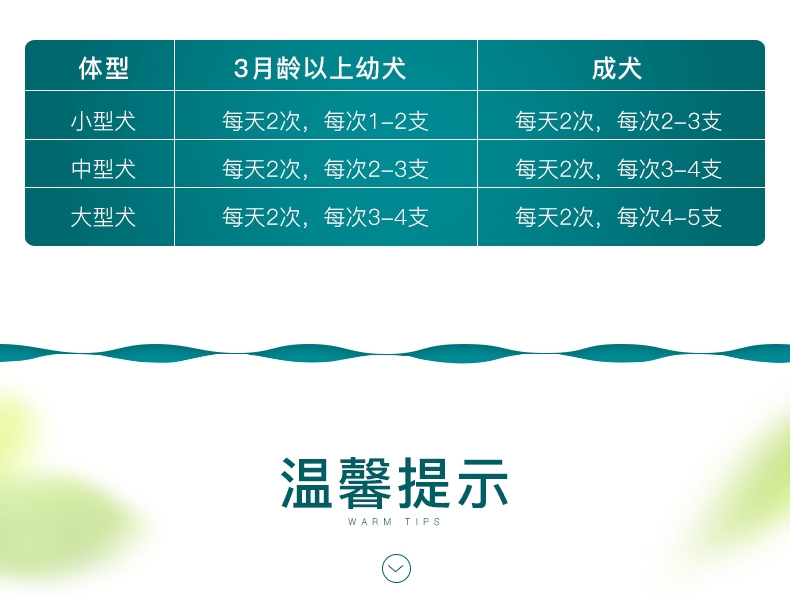 体型 3月龄以上幼犬 成犬
小型犬 每天2次，每次1-2支 每天2次，每次2-3支
中型犬 每天2次，每次2-3支 每天2次，每次3-4支
大型犬 每天2次，每次3-4支 每天2次，每次4-5支
温馨提示
WARM TIPS